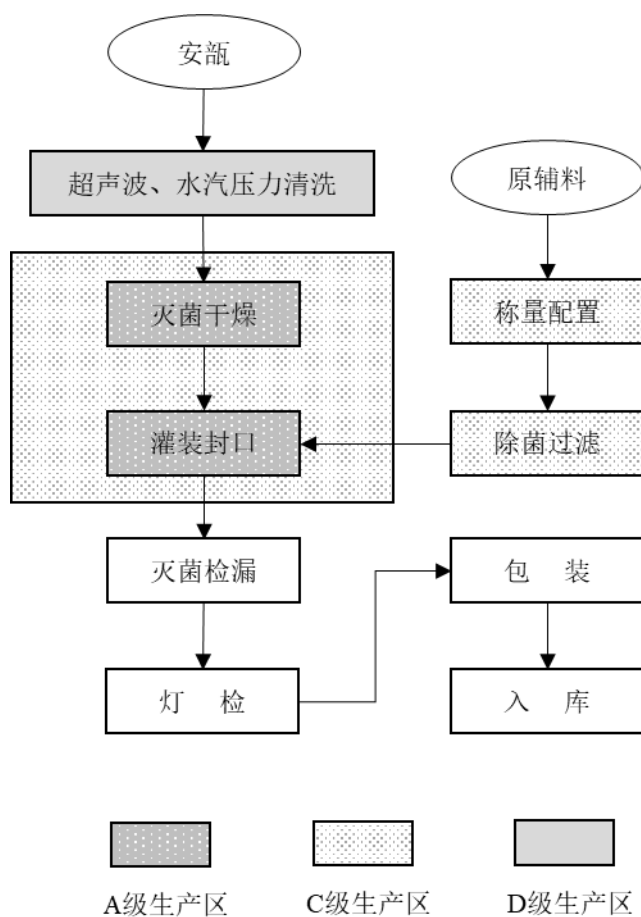 安瓿
超声波、水汽压力清洗
原辅料
灭菌干燥
称量配置
灌装封口
除菌过滤
灭菌检漏
包 装
灯 检
入 库
A级生产区
C级生产区
D级生产区